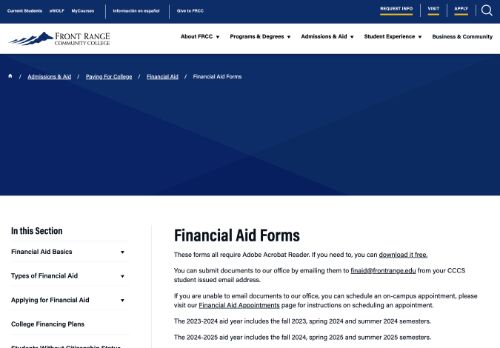 Current Students eWOLF MyCourses Información en español Give to FRCC REQUEST INFO VISIT APPLY
FRONT RANGE
COMMUNITY COLLEGE
About FRCC Programs & Degrees Admissions & Aid Student Experience Business & Community
/ Admissions & Aid / Paying For College / Financial Aid / Financial Aid Forms
In this Section
Financial Aid Basics
Types of Financial Aid
Applying for Financial Aid
College Financing Plans
Students Without Citizenship Status
Financial Aid Forms
These forms all require Adobe Acrobat Reader. If you need to, you can download it free.
You can submit documents to our office by emailing them to finaid@frontrange.edu from your CCCS
student issued email address.
If you are unable to email documents to our office, you can schedule an on-campus appointment, please
visit our Financial Aid Appointments page for instructions on scheduling an appointment.
The 2023-2024 aid year includes the fall 2023, spring 2024 and summer 2024 semesters.
The 2024-2025 aid year includes the fall 2024, spring 2025 and summer 2025 semesters.